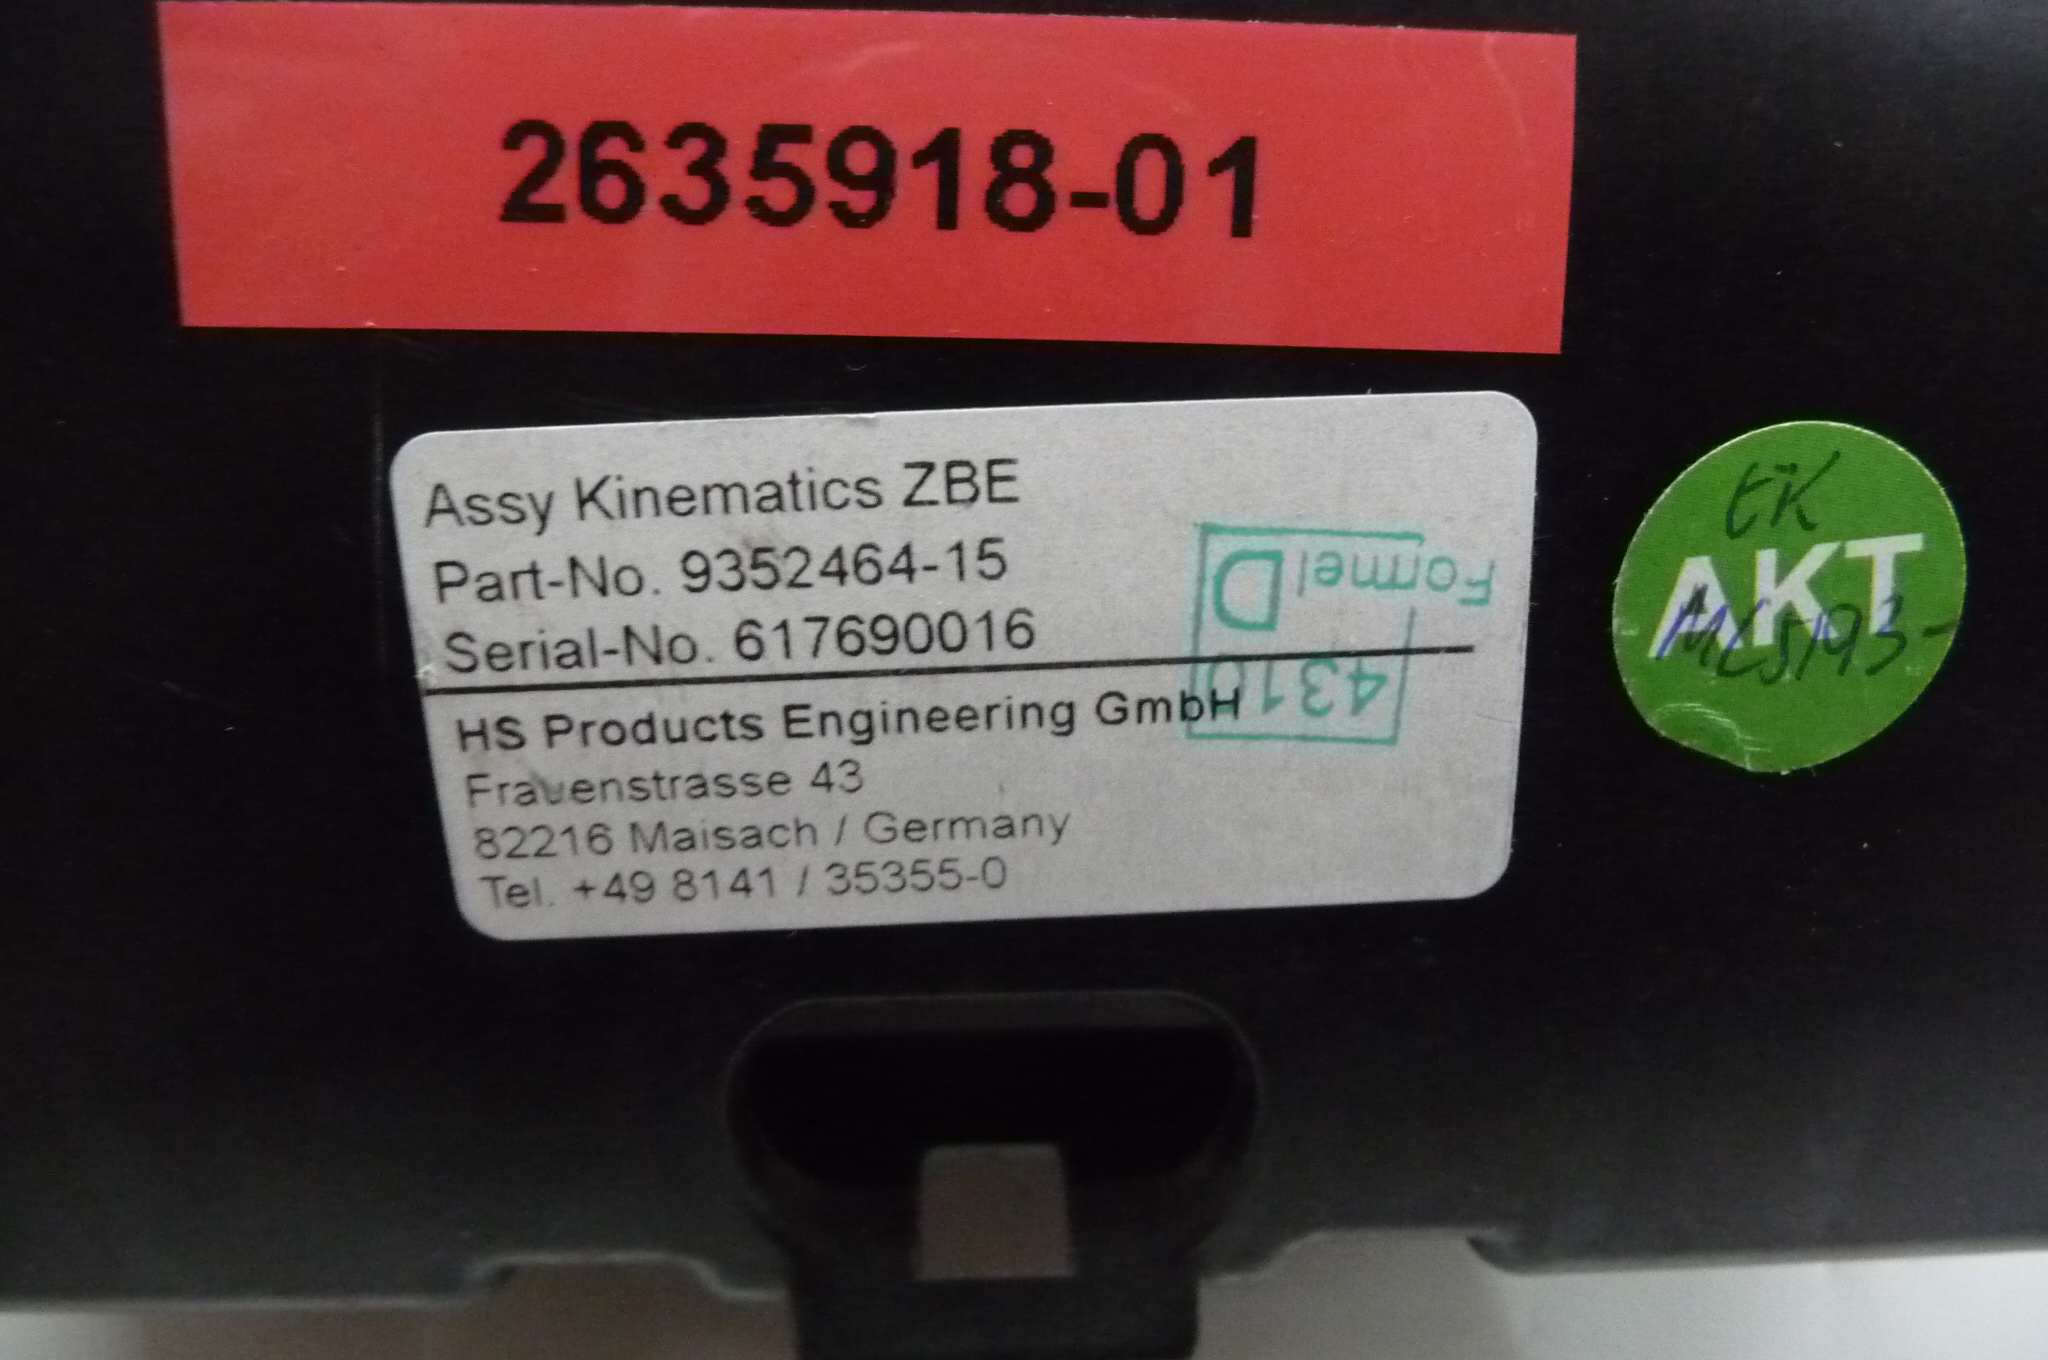 2635918-01
Assy Kinematics ZBE
Part-No. 9352464-15
Serial-No. 617690016
HS Products Engineering GmbH
Frauenstrasse 43
82216 Maisach / Germany
Tel. +49 8141 / 35355-0
Formel D
4310
EK
AKT